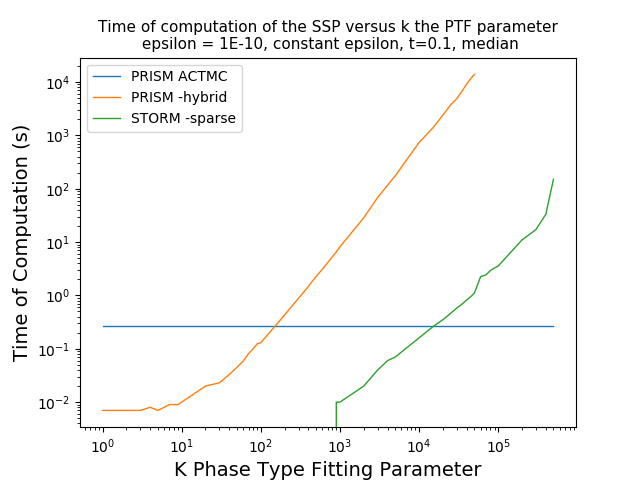 Time of computation of the SSP versus k the PTF parameter
epsilon = 1E-10, constant epsilon, t=0.1, median
PRISM ACTMC
PRISM -hybrid
STORM -sparse
Time of Computation (s)
10⁴
10³
10²
10¹
10⁰
10⁻¹
10⁻²
10⁰ 10¹ 10² 10³ 10⁴ 10⁵
K Phase Type Fitting Parameter